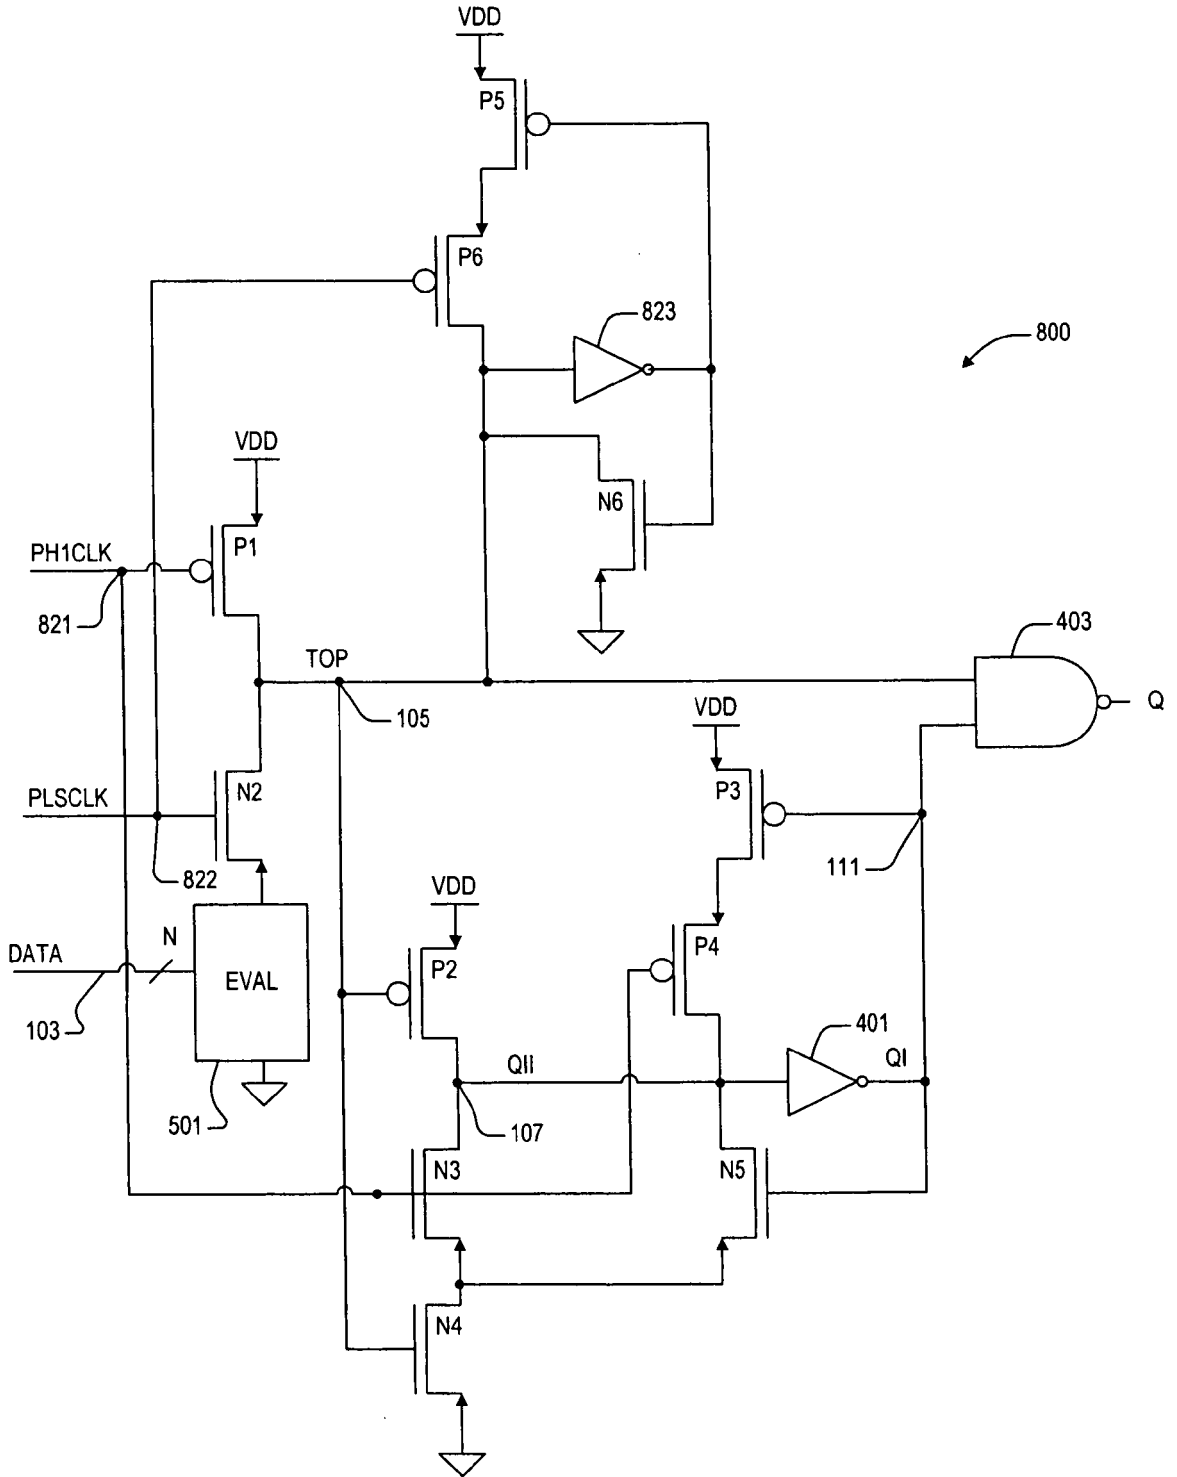 VDD
P5
P6
823
800
VDD
N6
PH1CLK
P1
821
403
TOP
Q
105
VDD
PLSCLK
N2
P3
822
111
VDD
DATA
N
P4
P2
EVAL
103
401
QII
QI
501
107
N3
N5
N4